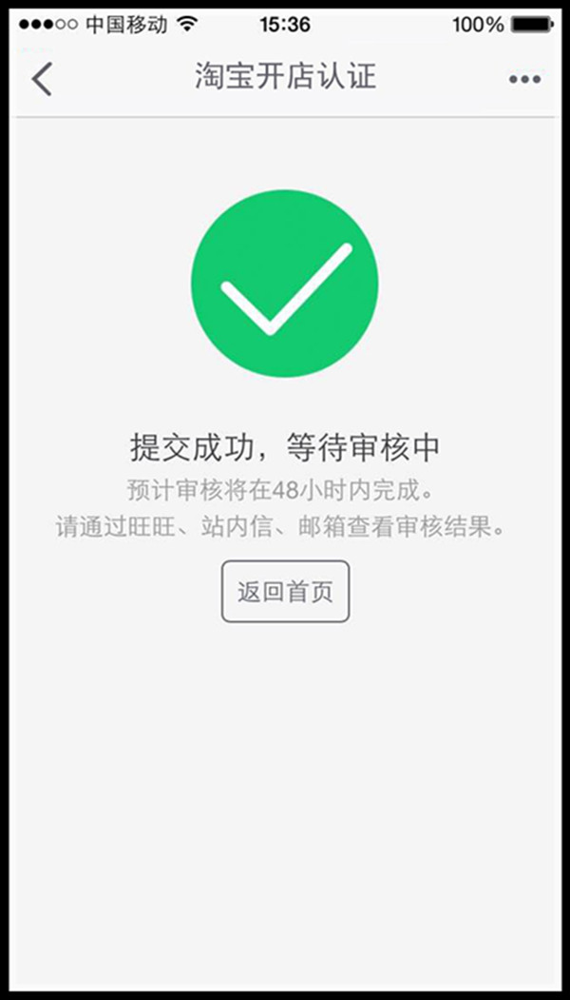 中国移动 15:36 100%
淘宝开店认证
提交成功，等待审核中
预计审核将在48小时内完成。
请通过旺旺、站内信、邮箱查看审核结果。
返回首页